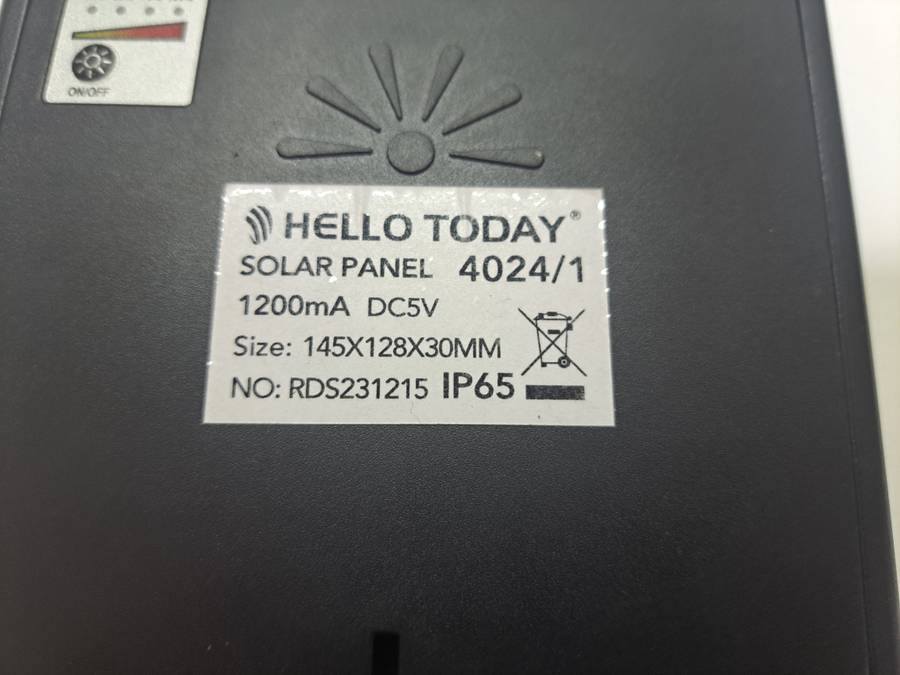 ON/OFF
HELLO TODAY®
SOLAR PANEL 4024/1
1200mA DC5V
Size: 145X128X30MM
NO: RDS231215 IP65